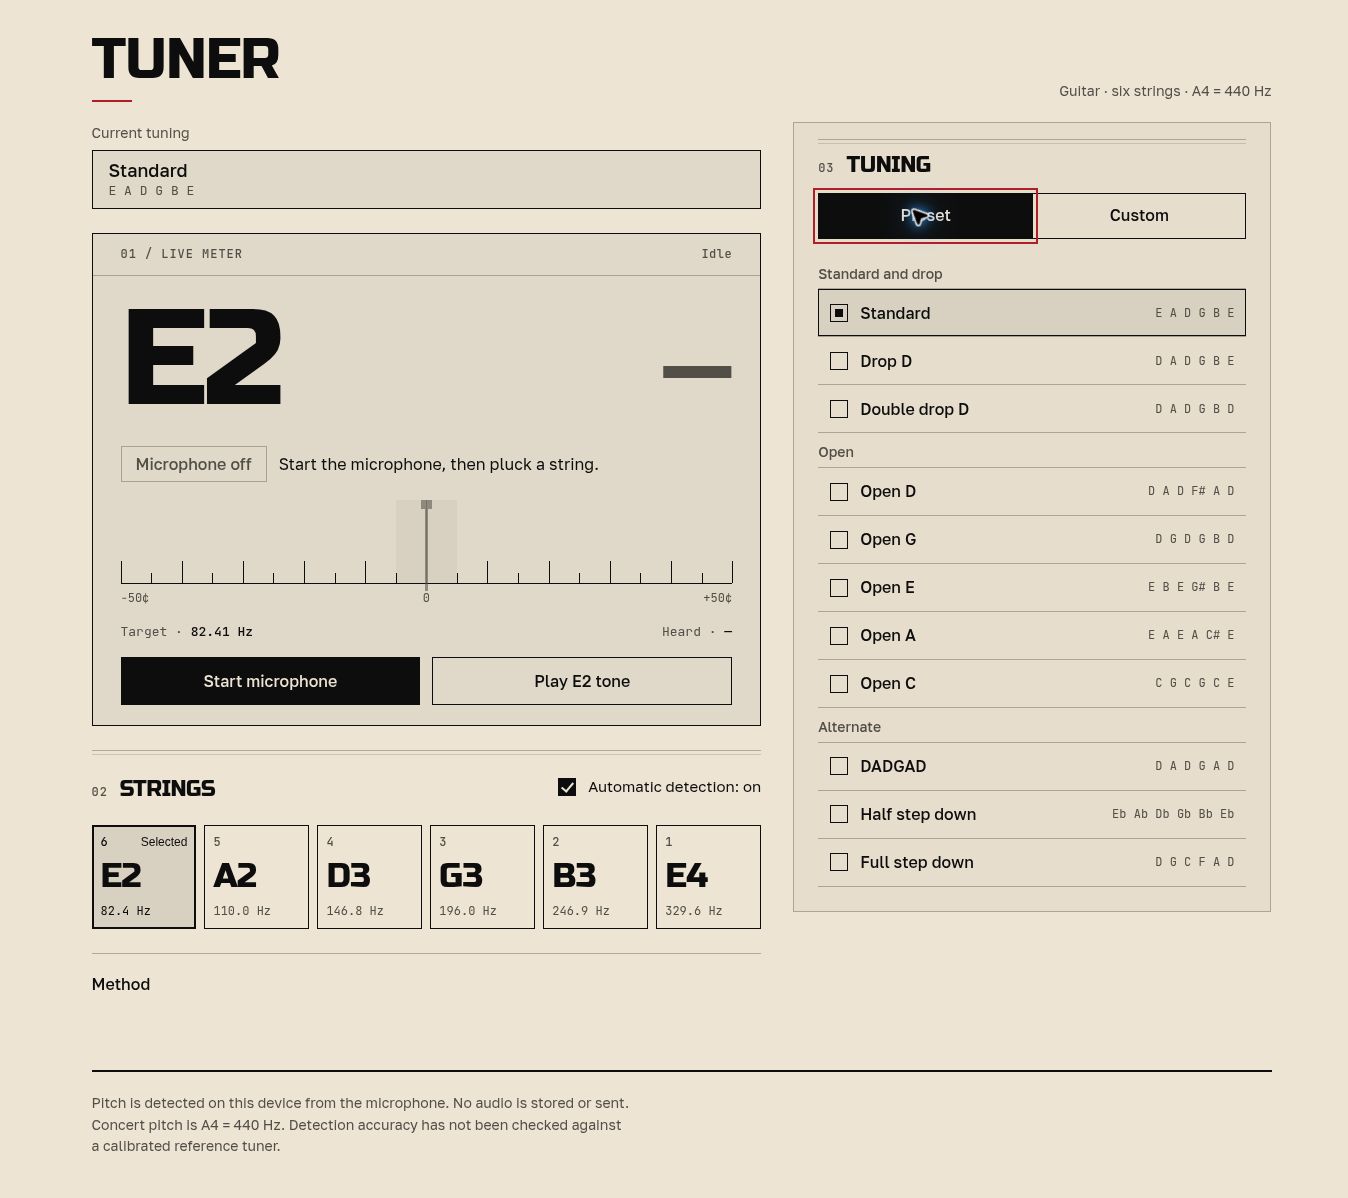 TUNER
Guitar · six strings · A4 = 440 Hz
Current tuning
Standard
E A D G B E
01 / LIVE METER
Idle
E2
—
Microphone off
Start the microphone, then pluck a string.
-50¢
0
+50¢
Target · 82.41 Hz
Heard · —
Start microphone
Play E2 tone
02 STRINGS
Automatic detection: on
6 Selected
E2
82.4 Hz
5
A2
110.0 Hz
4
D3
146.8 Hz
3
G3
196.0 Hz
2
B3
246.9 Hz
1
E4
329.6 Hz
Method
03 TUNING
Custom
Standard and drop
Standard E A D G B E
Drop D D A D G B E
Double drop D D A D G B D
Open
Open D D A D F# A D
Open G D G D G B D
Open E E B E G# B E
Open A E A E A C# E
Open C C G C G C E
Alternate
DADGAD D A D G A D
Half step down Eb Ab Db Gb Bb Eb
Full step down D G C F A D
Pitch is detected on this device from the microphone. No audio is stored or sent.
Concert pitch is A4 = 440 Hz. Detection accuracy has not been checked against
a calibrated reference tuner.